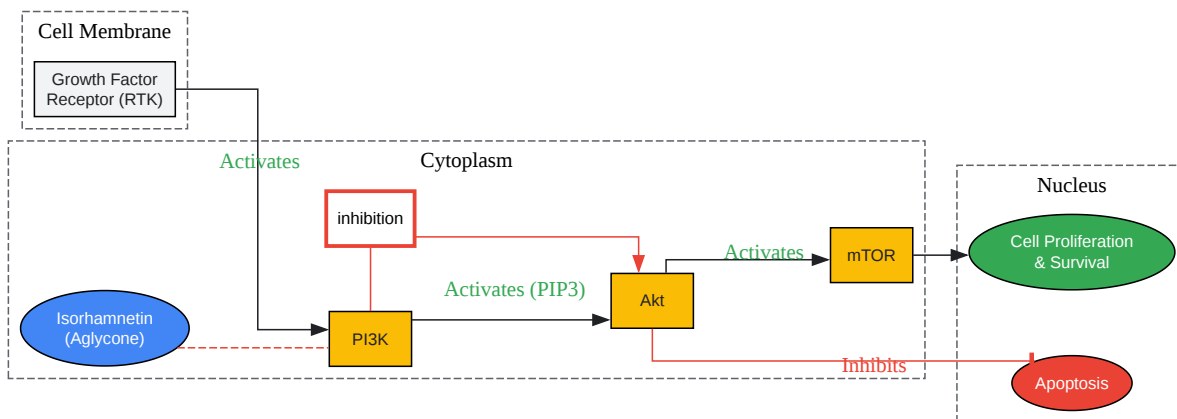 Cell Membrane
Growth Factor
Receptor (RTK)
Activates
Cytoplasm
Nucleus
inhibition
Cell Proliferation
& Survival
Activates
mTOR
Activates (PIP3)
Akt
Isorhamnetin
(Aglycone)
PI3K
Inhibits
Apoptosis